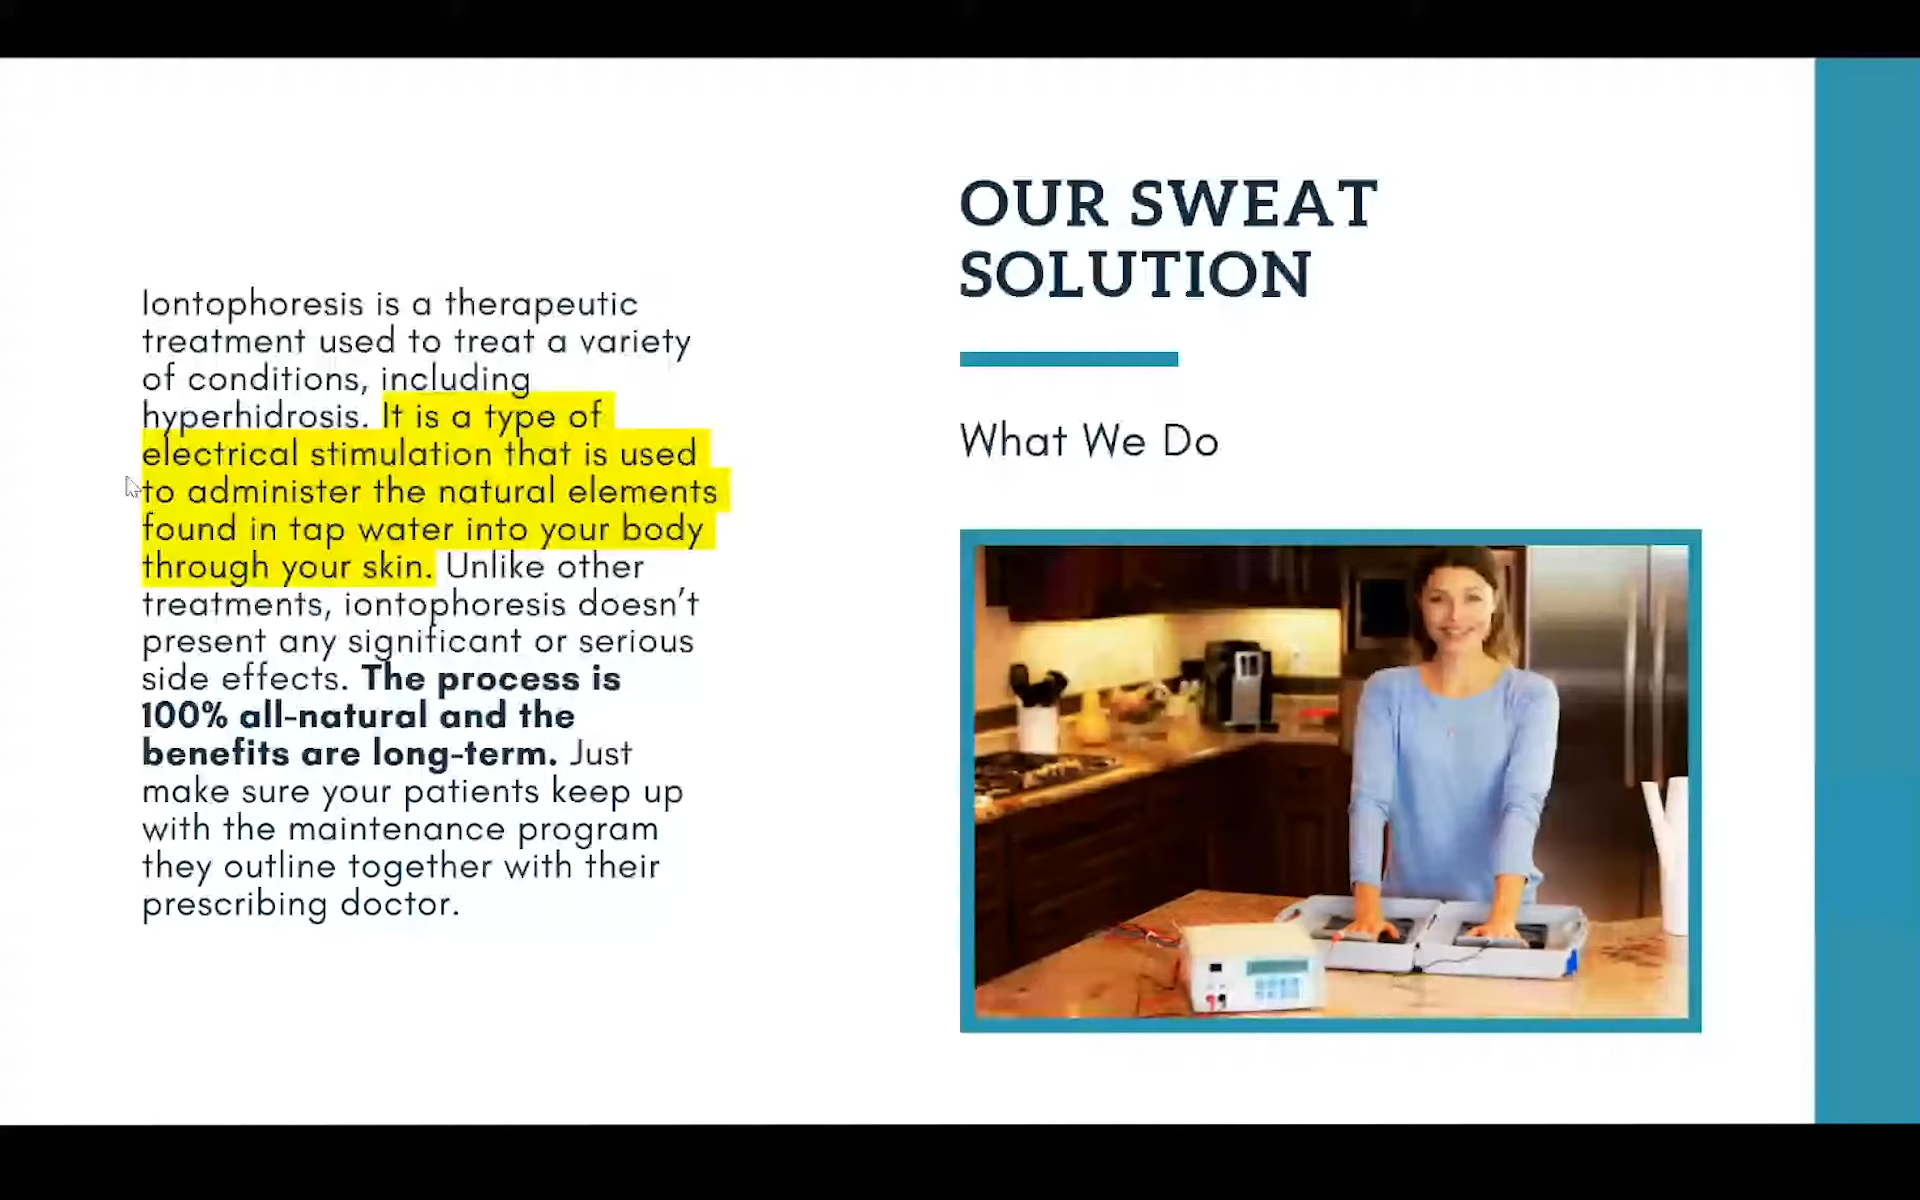 OUR SWEAT
SOLUTION
What We Do
Iontophoresis is a therapeutic
treatment used to treat a variety
of conditions, including
hyperhidrosis. It is a type of
electrical stimulation that is used
to administer the natural elements
found in tap water into your body
through your skin. Unlike other
treatments, iontophoresis doesn't
present any significant or serious
side effects. The process is
100% all-natural and the
benefits are long-term. Just
make sure your patients keep up
with the maintenance program
they outline together with their
prescribing doctor.